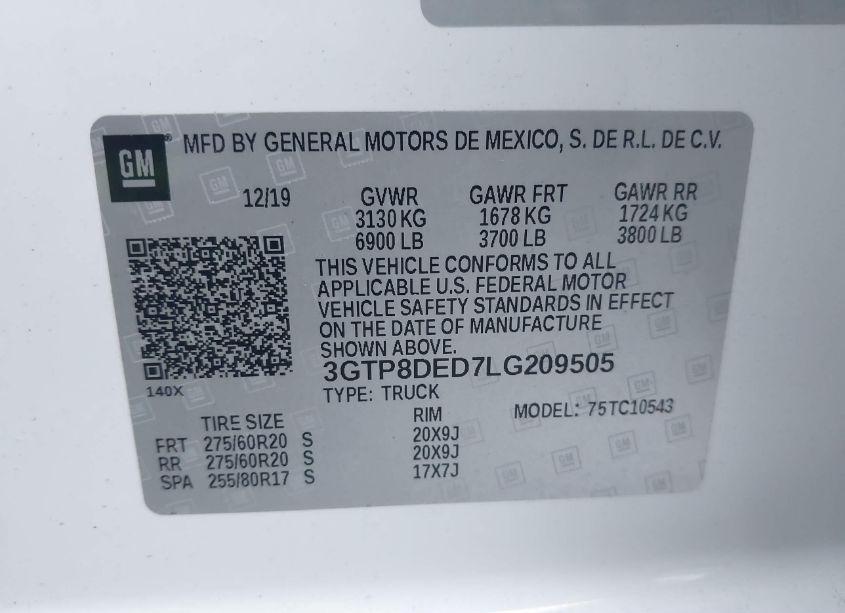 GM
MFD BY GENERAL MOTORS DE MEXICO, S. DE R.L. DE C.V.
12/19 GVWR GAWR FRT GAWR RR
3130 KG 1678 KG 1724 KG
6900 LB 3700 LB 3800 LB
THIS VEHICLE CONFORMS TO ALL
APPLICABLE U.S. FEDERAL MOTOR
VEHICLE SAFETY STANDARDS IN EFFECT
ON THE DATE OF MANUFACTURE
SHOWN ABOVE.
3GTP8DED7LG209505
140X
TYPE: TRUCK
TIRE SIZE RIM MODEL: 75TC10543
FRT 275/60R20 S 20X9J
RR 275/60R20 S 20X9J
SPA 255/80R17 S 17X7J